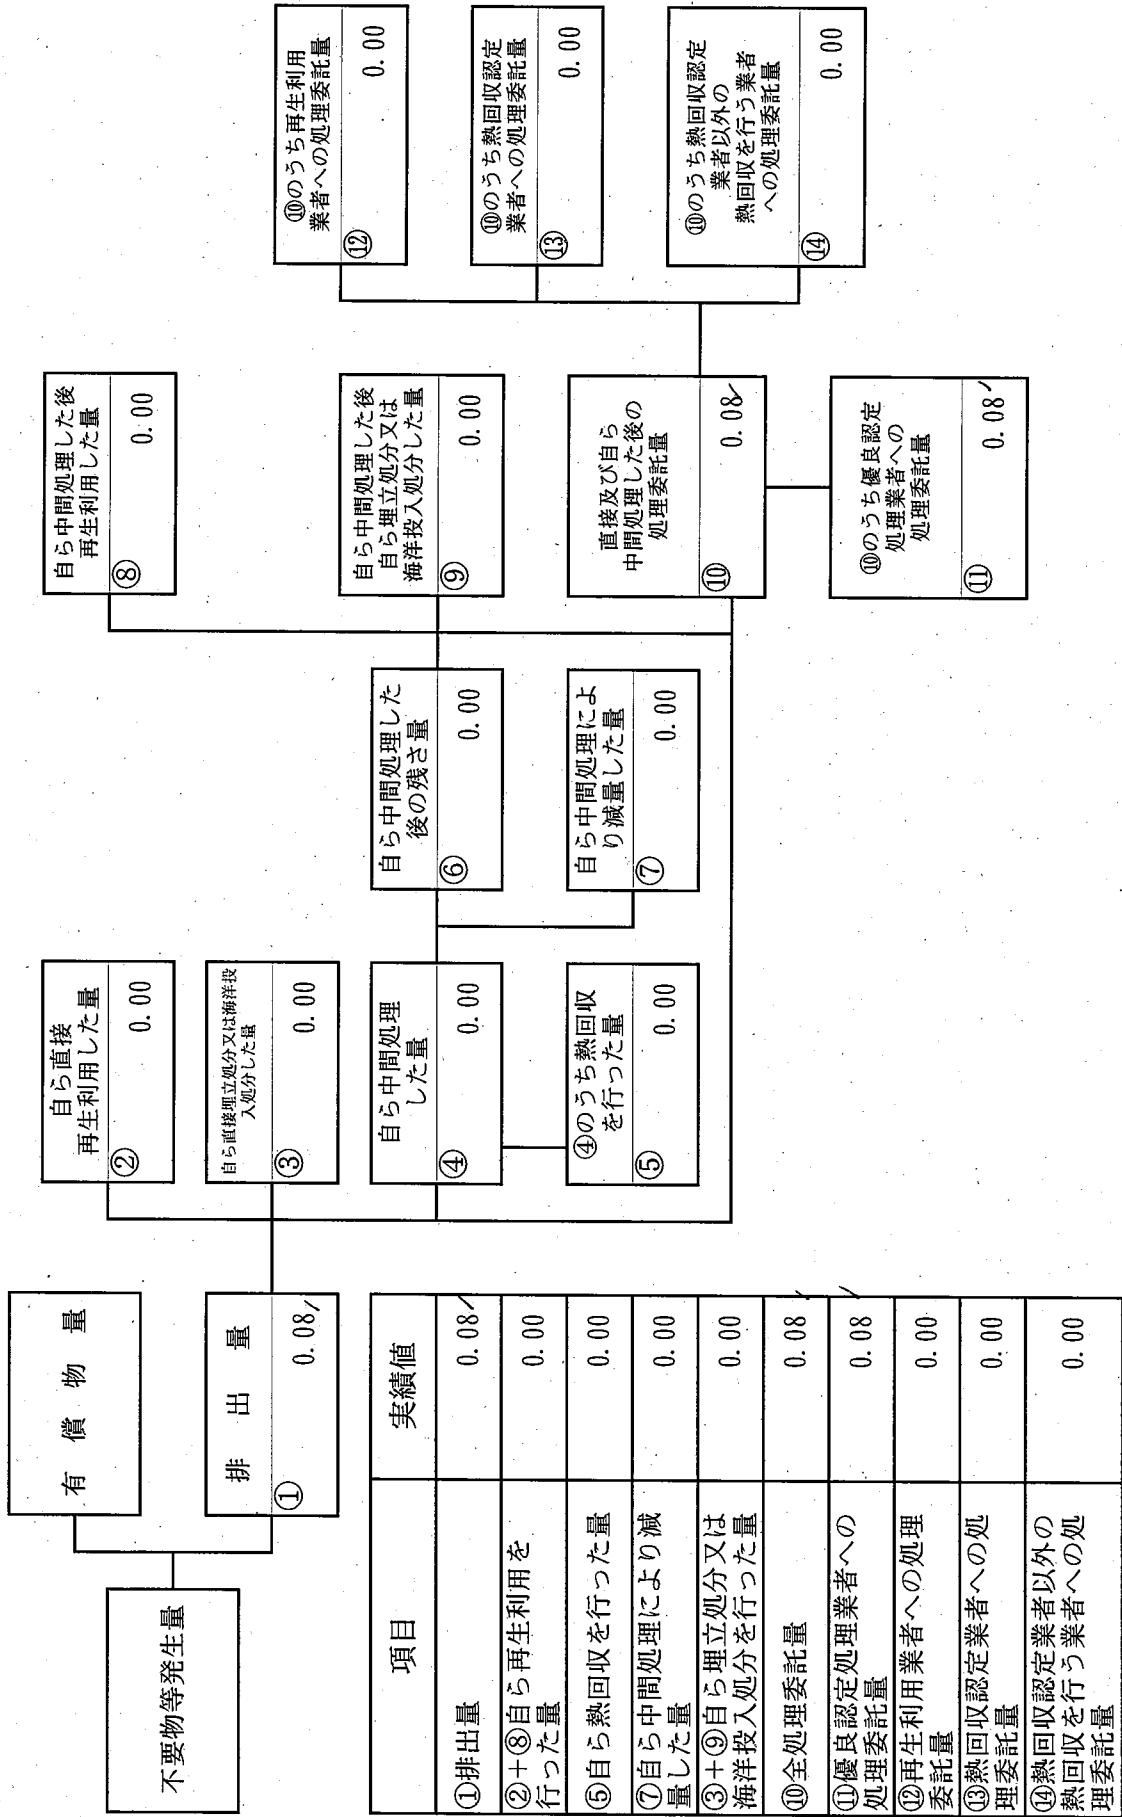 不要物等発生量
有償物量
排出量
① 0.08
自ら直接
再生利用した量
② 0.00
自ら直接埋立処分又は海洋投
入処分した量
③ 0.00
自ら中間処理
した量
④ 0.00
④のうち熱回収
を行った量
⑤ 0.00
自ら中間処理した
後の残さ量
⑥ 0.00
自ら中間処理によ
り減量した量
⑦ 0.00
自ら中間処理した後
再生利用した量
⑧ 0.00
自ら中間処理した後
自ら埋立処分又は
海洋投入処分した量
⑨ 0.00
直接及び自ら
中間処理した後の
処理委託量
⑩ 0.08
⑩のうち優良認定
処理業者への
処理委託量
⑪ 0.08
⑩のうち再生利用
業者への処理委託量
⑫ 0.00
⑩のうち熱回収認定
業者への処理委託量
⑬ 0.00
⑩のうち熱回収認定
業者以外の
熱回収を行う業者
への処理委託量
⑭ 0.00
項目 実績値
①排出量 0.08
②+⑧自ら再生利用を
行った量 0.00
⑤自ら熱回収を行った量 0.00
⑦自ら中間処理により減
量した量 0.00
③+⑨自ら埋立処分又は
海洋投入処分を行った量 0.00
⑩全処理委託量 0.08
⑪優良認定処理業者への
処理委託量 0.08
⑫再生利用業者への処理
委託量 0.00
⑬熱回収認定業者への処
理委託量 0.00
⑭熱回収認定業者以外の
熱回収を行う業者への処
理委託量 0.00